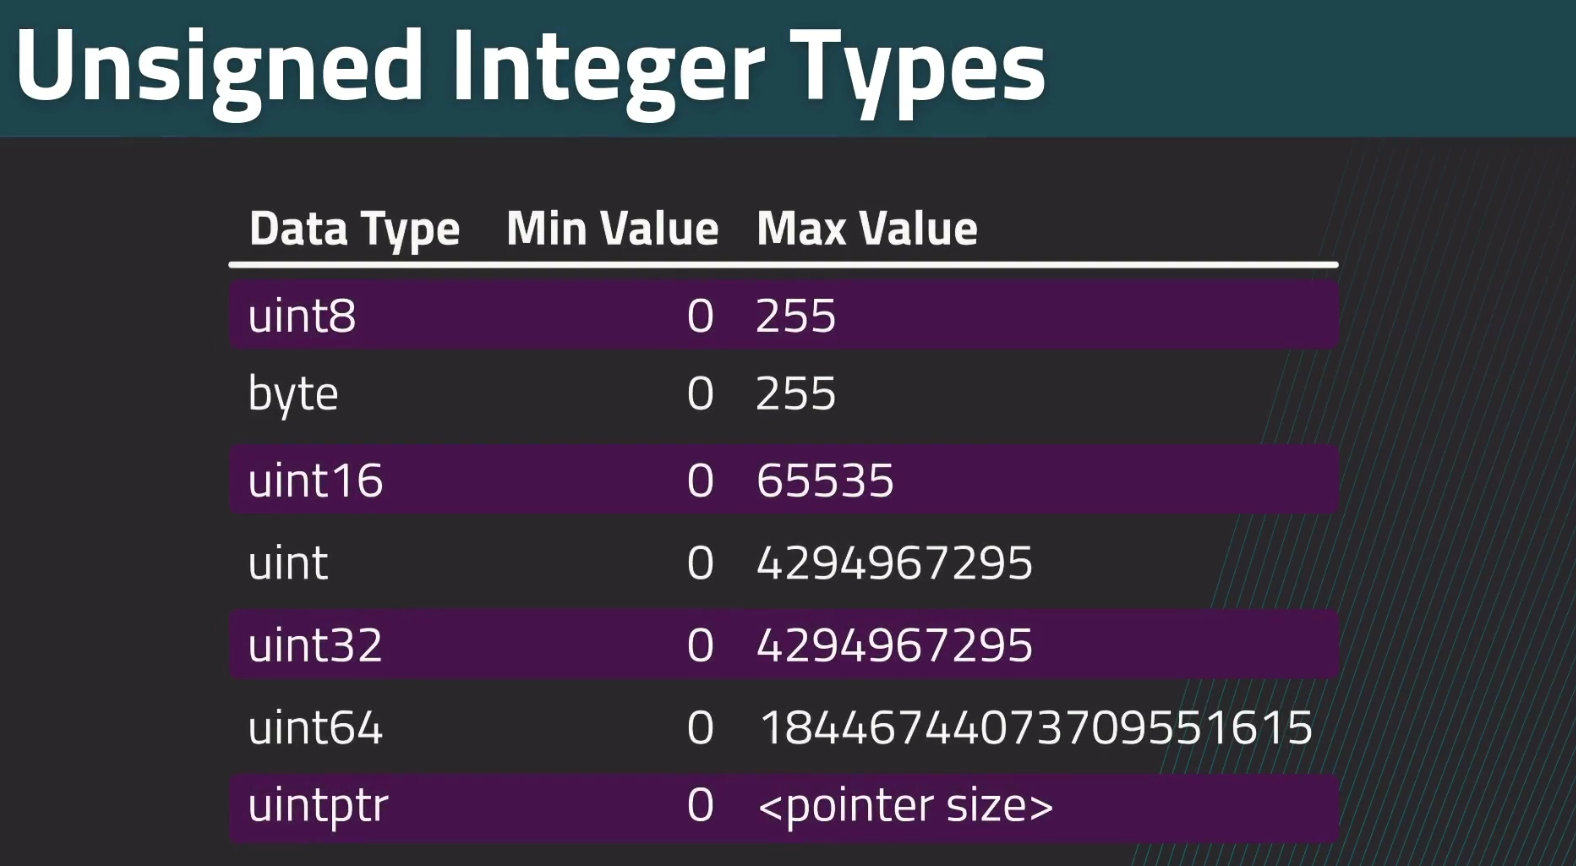 Unsigned Integer Types
Data Type Min Value Max Value
uint8 0 255
byte 0 255
uint16 0 65535
uint 0 4294967295
uint32 0 4294967295
uint64 0 18446744073709551615
uintptr 0 <pointer size>